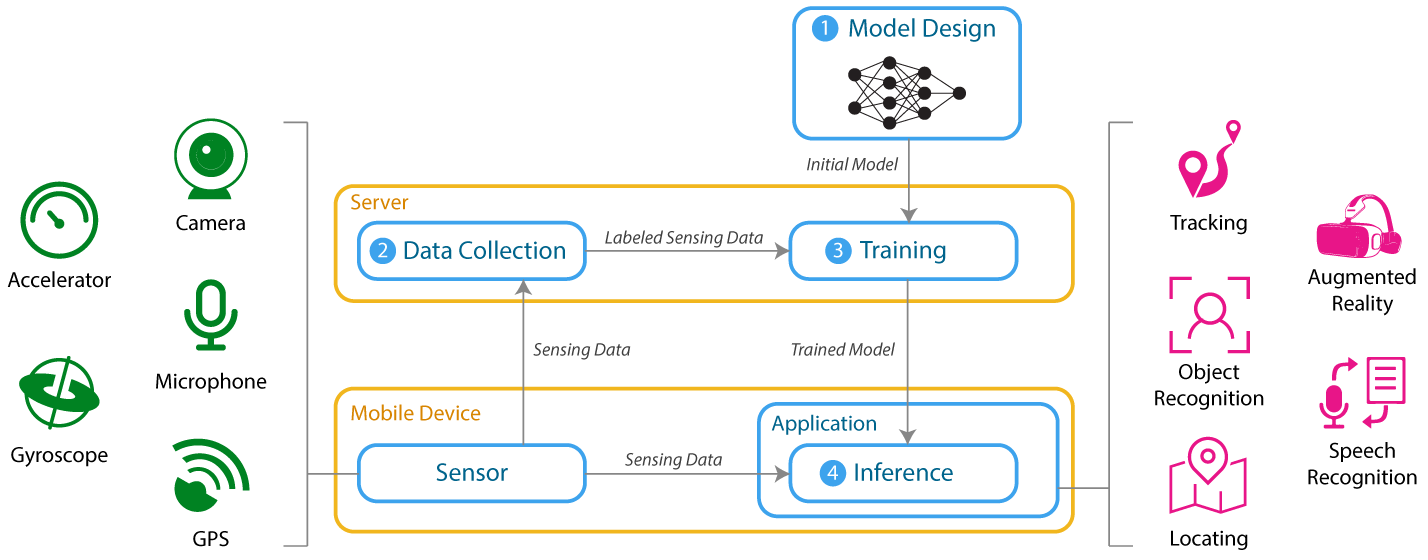 1 Model Design
Initial Model
Camera
Accelerator
Microphone
Gyroscope
GPS
Server
2 Data Collection
Labeled Sensing Data
3 Training
Sensing Data
Trained Model
Mobile Device
Sensor
Sensing Data
Application
4 Inference
Tracking
Augmented
Reality
Object
Recognition
Speech
Recognition
Locating